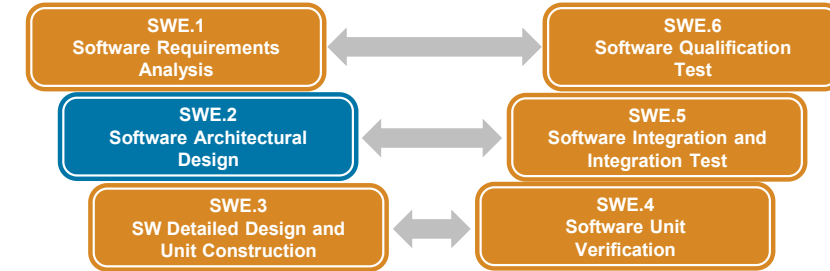 SWE.1
Software Requirements
Analysis
SWE.6
Software Qualification
Test
SWE.2
Software Architectural
Design
SWE.5
Software Integration and
Integration Test
SWE.3
SW Detailed Design and
Unit Construction
SWE.4
Software Unit
Verification